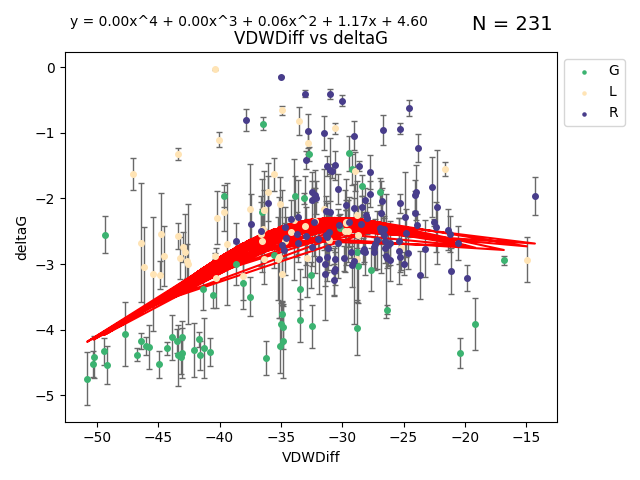 y = 0.00x^4 + 0.00x^3 + 0.06x^2 + 1.17x + 4.60
N = 231
VDWDiff vs deltaG
G
L
R
deltaG
0
−1
−2
−3
−4
−5
−50 −45 −40 −35 −30 −25 −20 −15
VDWDiff